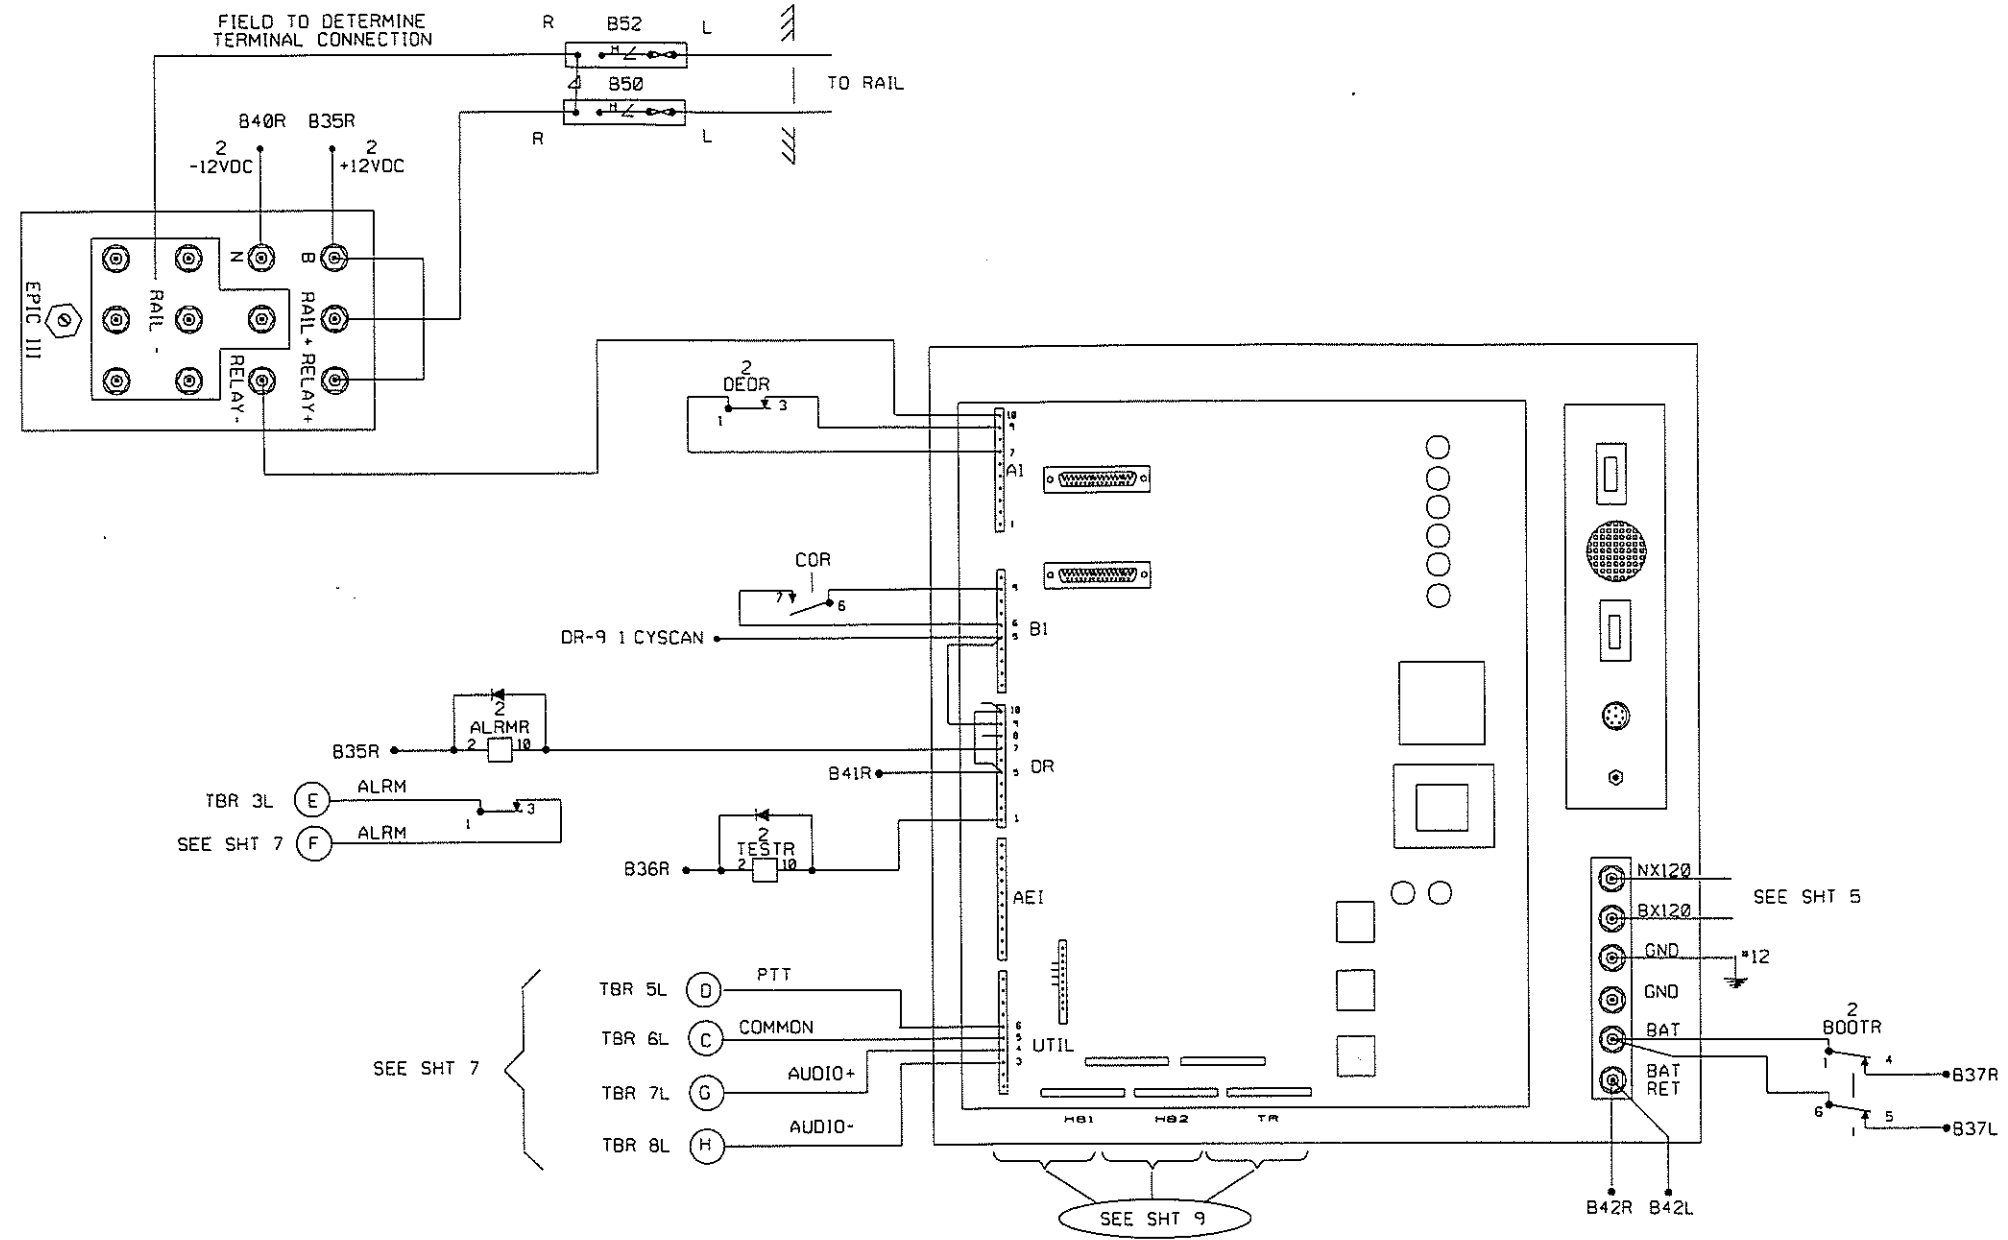 FIELD TO DETERMINE
TERMINAL CONNECTION
R
B52
L
H
TO RAIL
B50
H
R
L
B40R
B35R
2
-12VDC
2
+12VDC
N
B
EPIC III
RAIL -
RAIL+
RELAY-
RELAY+
2
DEDR
1
3
10
9
7
A1
1
COR
7
6
9
6
5
B1
DR-9 1 CYSCAN
2
ALRMR
2
10
B35R
10
9
8
7
5
DR
1
B41R
TBR 3L
E
ALRM
1
3
SEE SHT 7
F
ALRM
2
TESTR
2
10
B36R
AEI
NX120
BX120
SEE SHT 5
GND
#12
GND
BAT
BAT
RET
2
BOOTR
1
4
B37R
6
5
1
B37L
B42R
B42L
SEE SHT 7
TBR 5L
D
PTT
TBR 6L
C
COMMON
TBR 7L
G
AUDIO+
TBR 8L
H
AUDIO-
6
5
4
3
UTIL
HB1
HB2
TR
SEE SHT 9